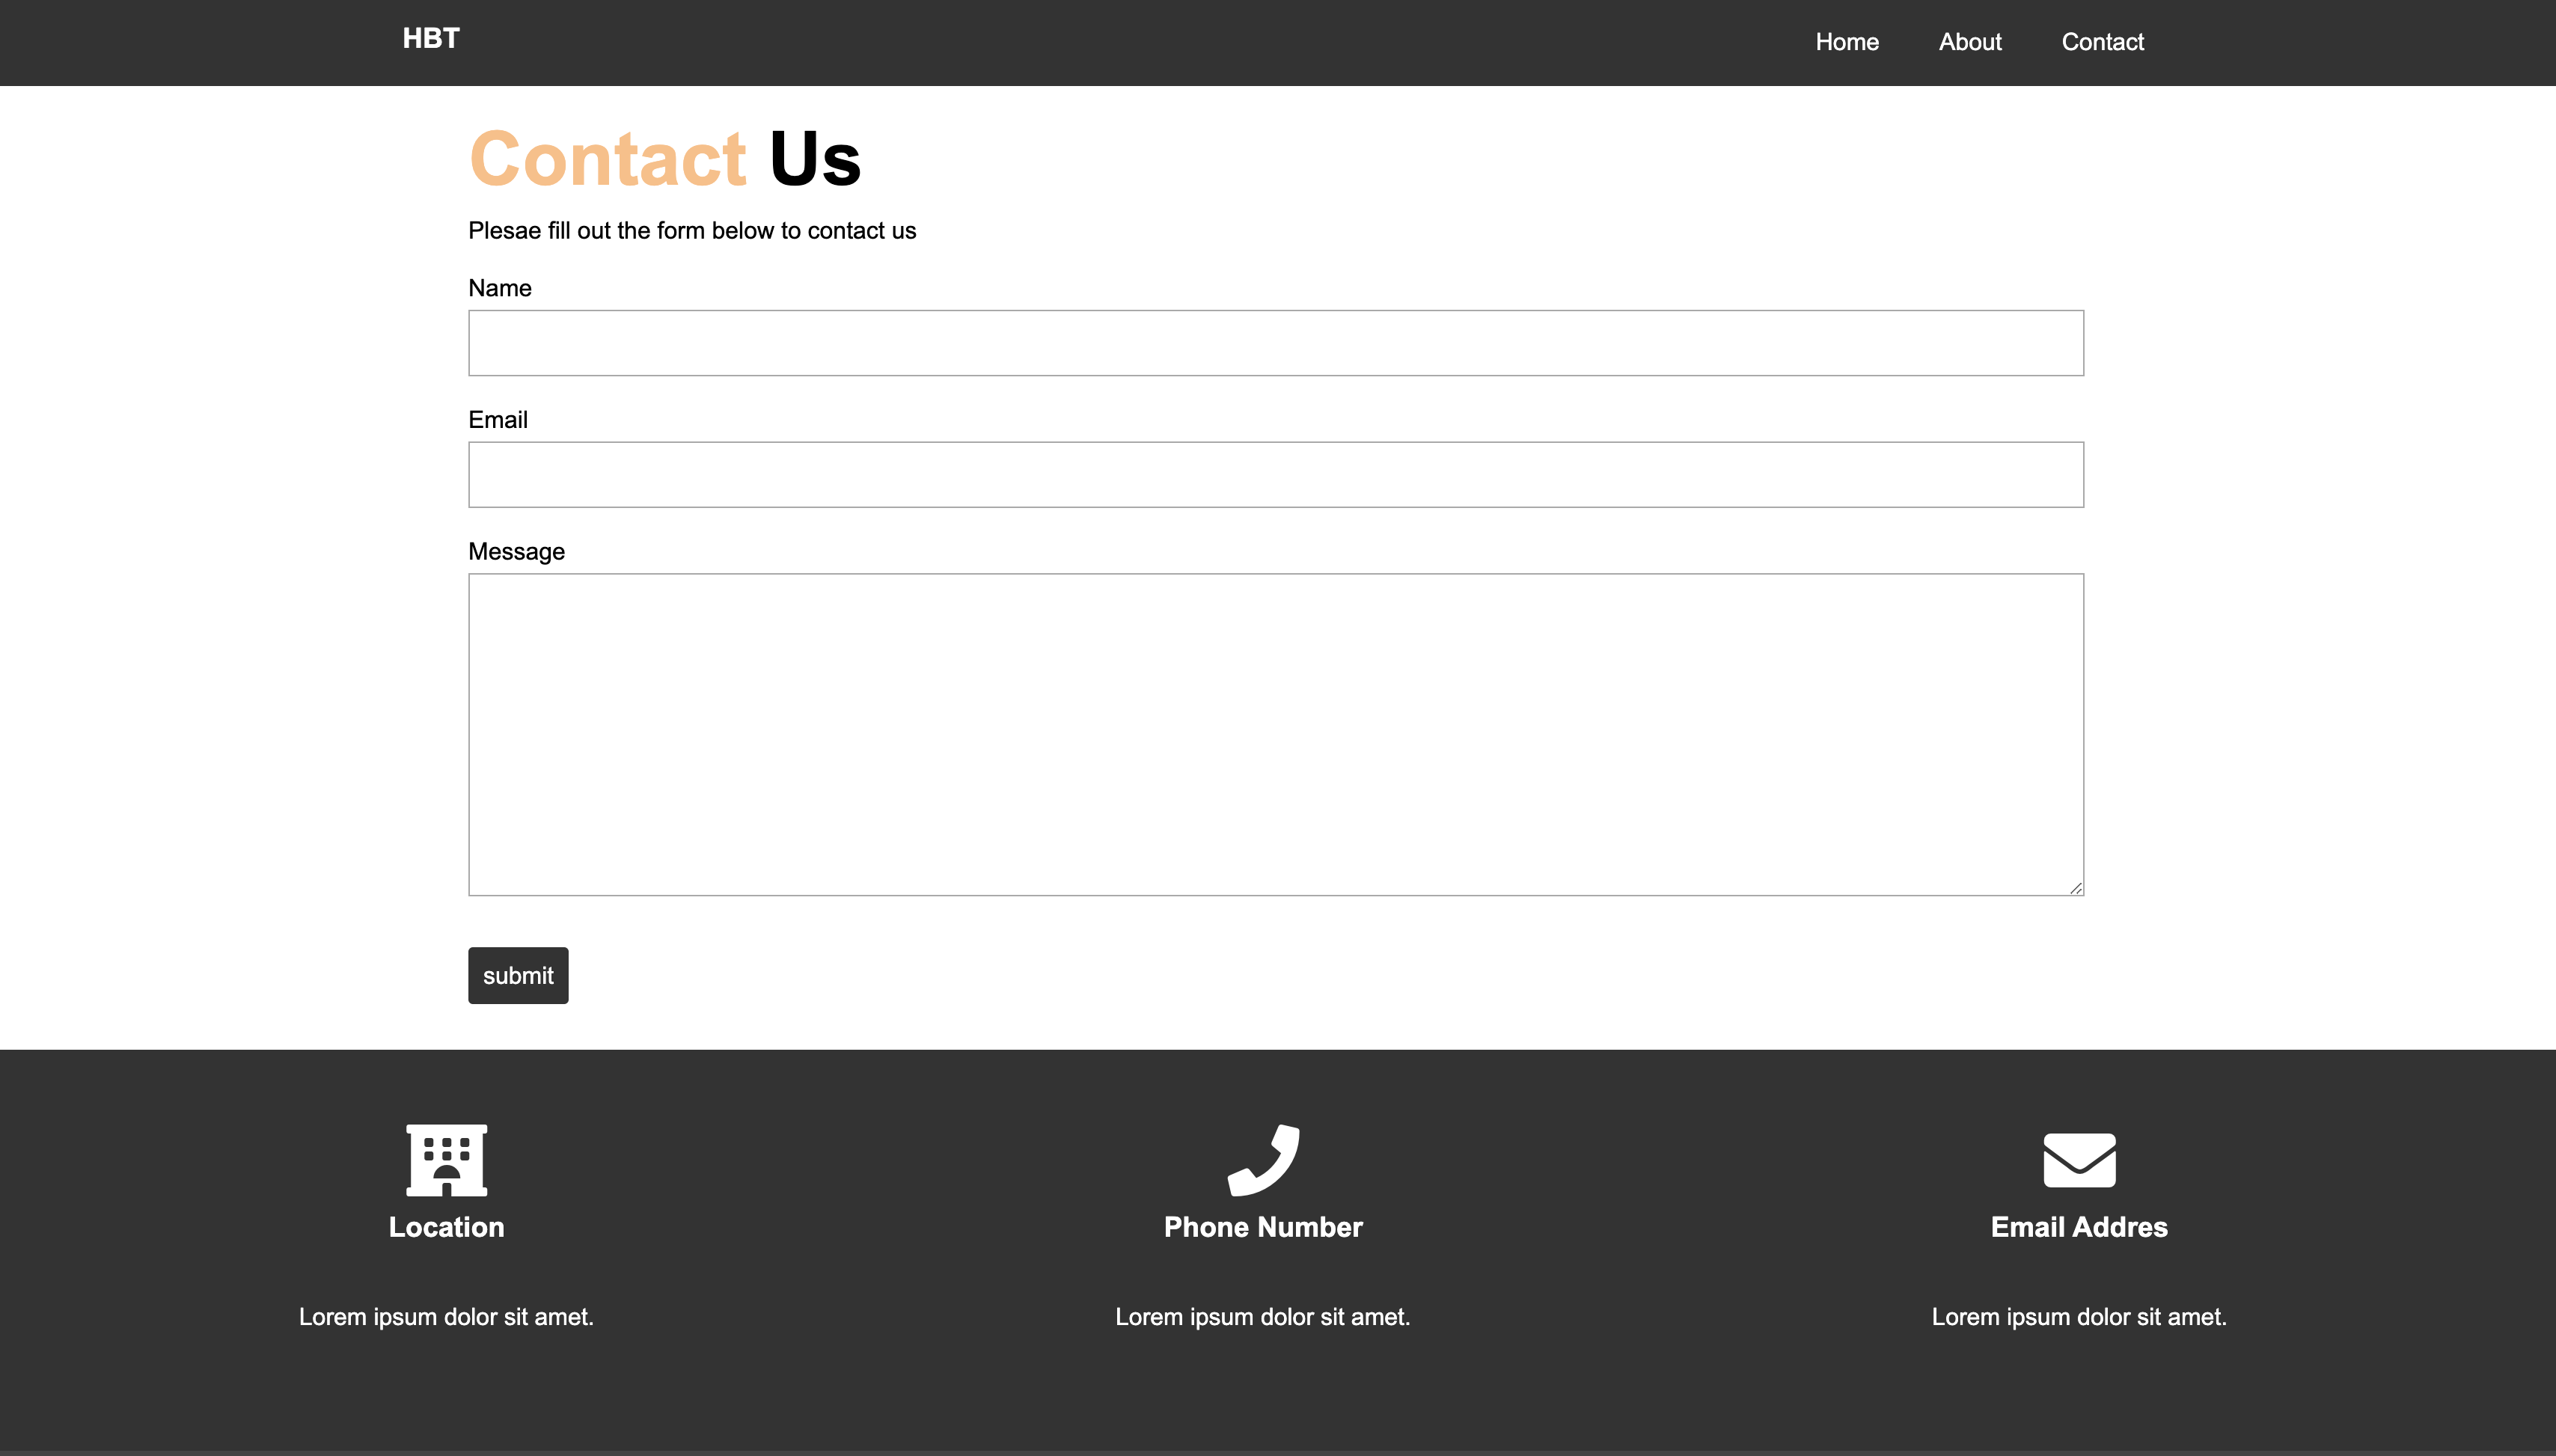 HBT
Home About Contact
Contact Us
Plesae fill out the form below to contact us
Name
Email
Message
submit
Location
Phone Number
Email Addres
Lorem ipsum dolor sit amet.
Lorem ipsum dolor sit amet.
Lorem ipsum dolor sit amet.